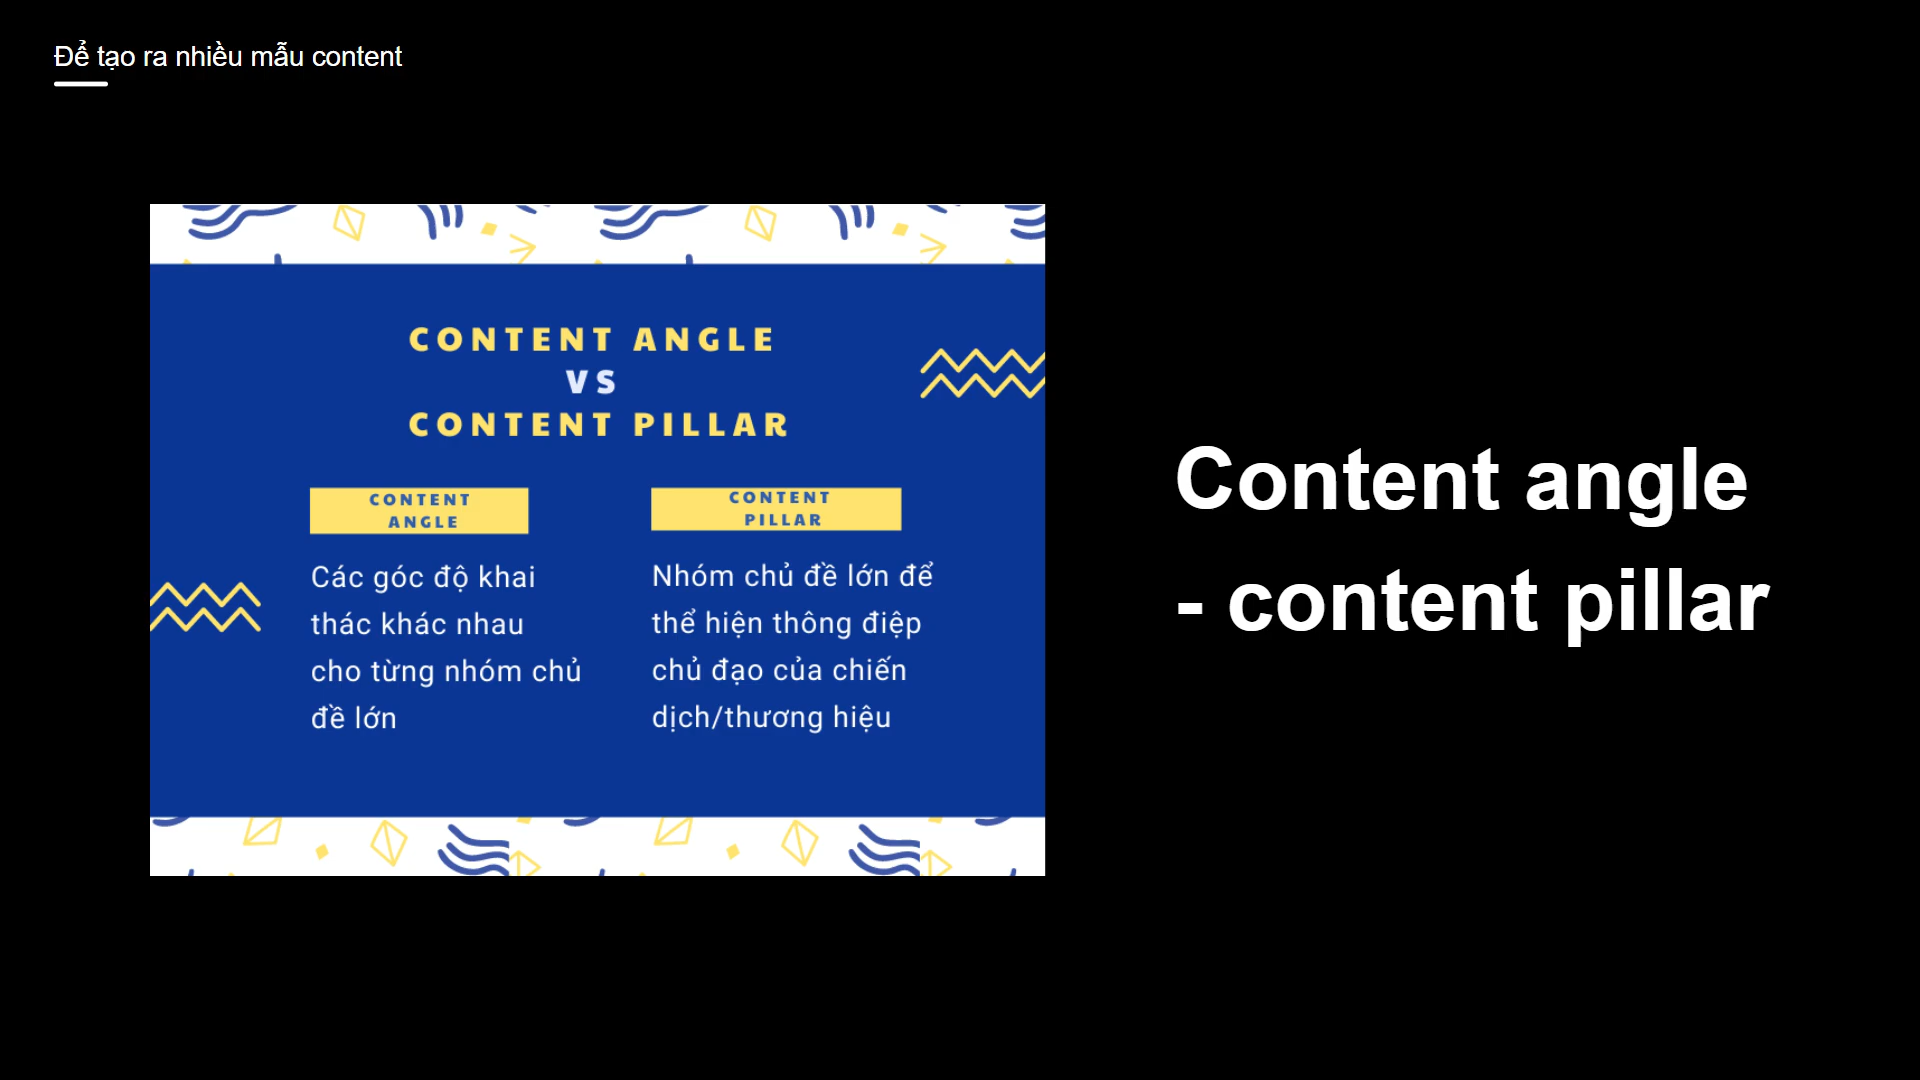 Để tạo ra nhiều mẫu content
CONTENT ANGLE
VS
CONTENT PILLAR
CONTENT
ANGLE
Các góc độ khai
thác khác nhau
cho từng nhóm chủ
đề lớn
CONTENT
PILLAR
Nhóm chủ đề lớn để
thể hiện thông điệp
chủ đạo của chiến
dịch/thương hiệu
Content angle
- content pillar